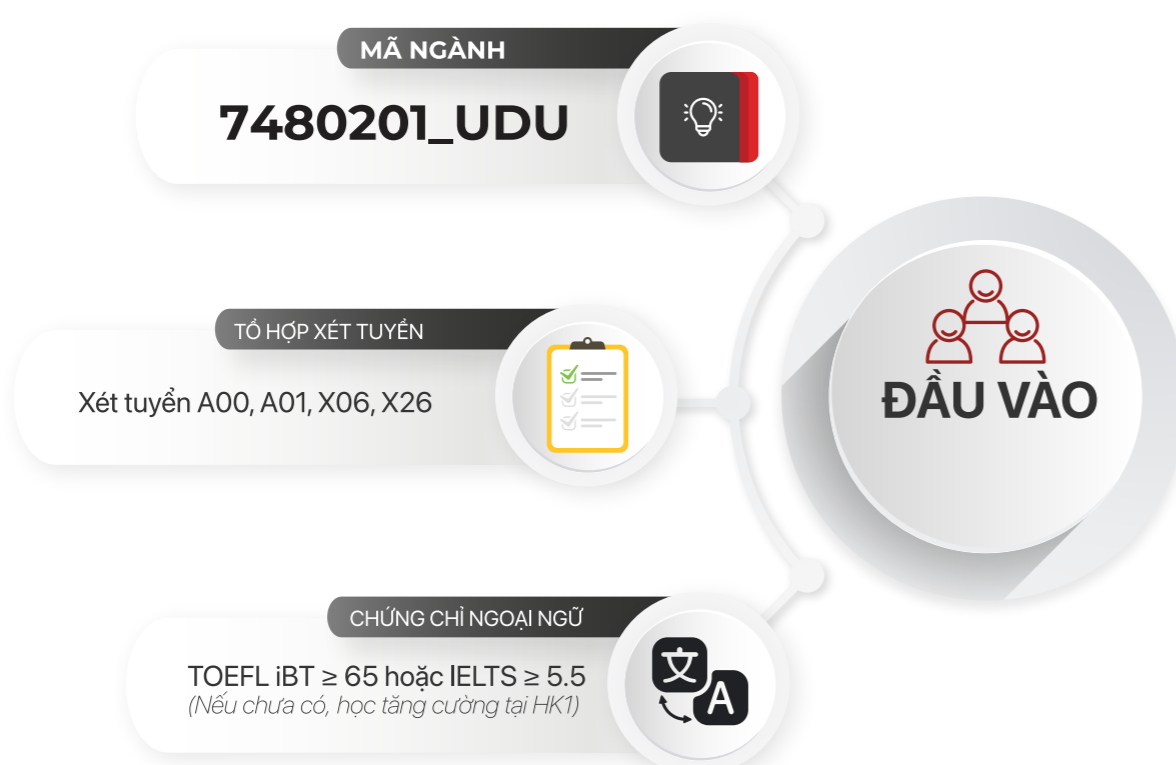 MÃ NGÀNH
7480201_UDU
TỔ HỢP XÉT TUYỂN
Xét tuyển A00, A01, X06, X26
ĐẦU VÀO
CHỨNG CHỈ NGOẠI NGỮ
TOEFL iBT ≥ 65 hoặc IELTS ≥ 5.5
(Nếu chưa có, học tăng cường tại HK1)
文
A